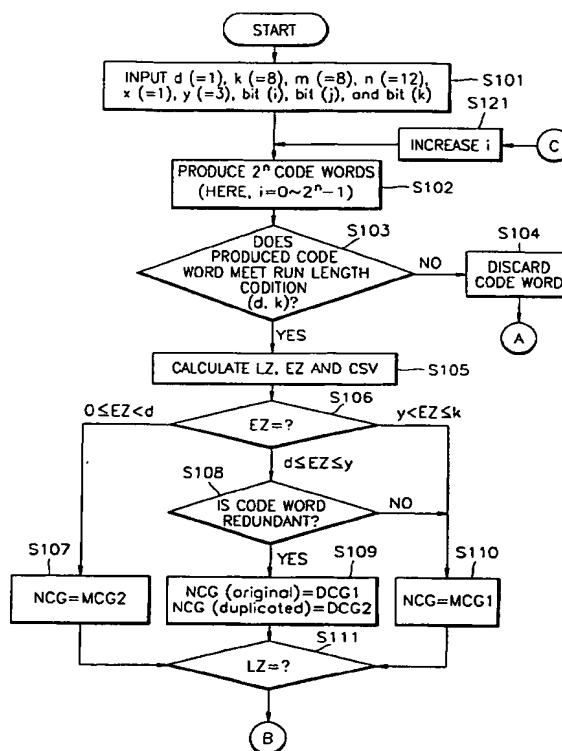 START
INPUT d (=1), k (=8), m (=8), n (=12),
x (=1), y (=3), bit (i), bit (j), and bit (k)
S101
S121
INCREASE i
C
PRODUCE 2ⁿ CODE WORDS
(HERE, i=0~2ⁿ-1)
S102
S103
DOES
PRODUCED CODE
WORD MEET RUN LENGTH
CODITION
(d, k)?
NO
S104
DISCARD
CODE WORD
A
YES
CALCULATE LZ, EZ AND CSV
S105
S106
0≤EZ<d
EZ=?
y<EZ≤k
d≤EZ≤y
S108
IS CODE WORD
REDUNDANT?
NO
YES
S107
NCG=MCG2
S109
NCG (original)=DCG1
NCG (duplicated)=DCG2
S110
NCG=MCG1
S111
LZ=?
B